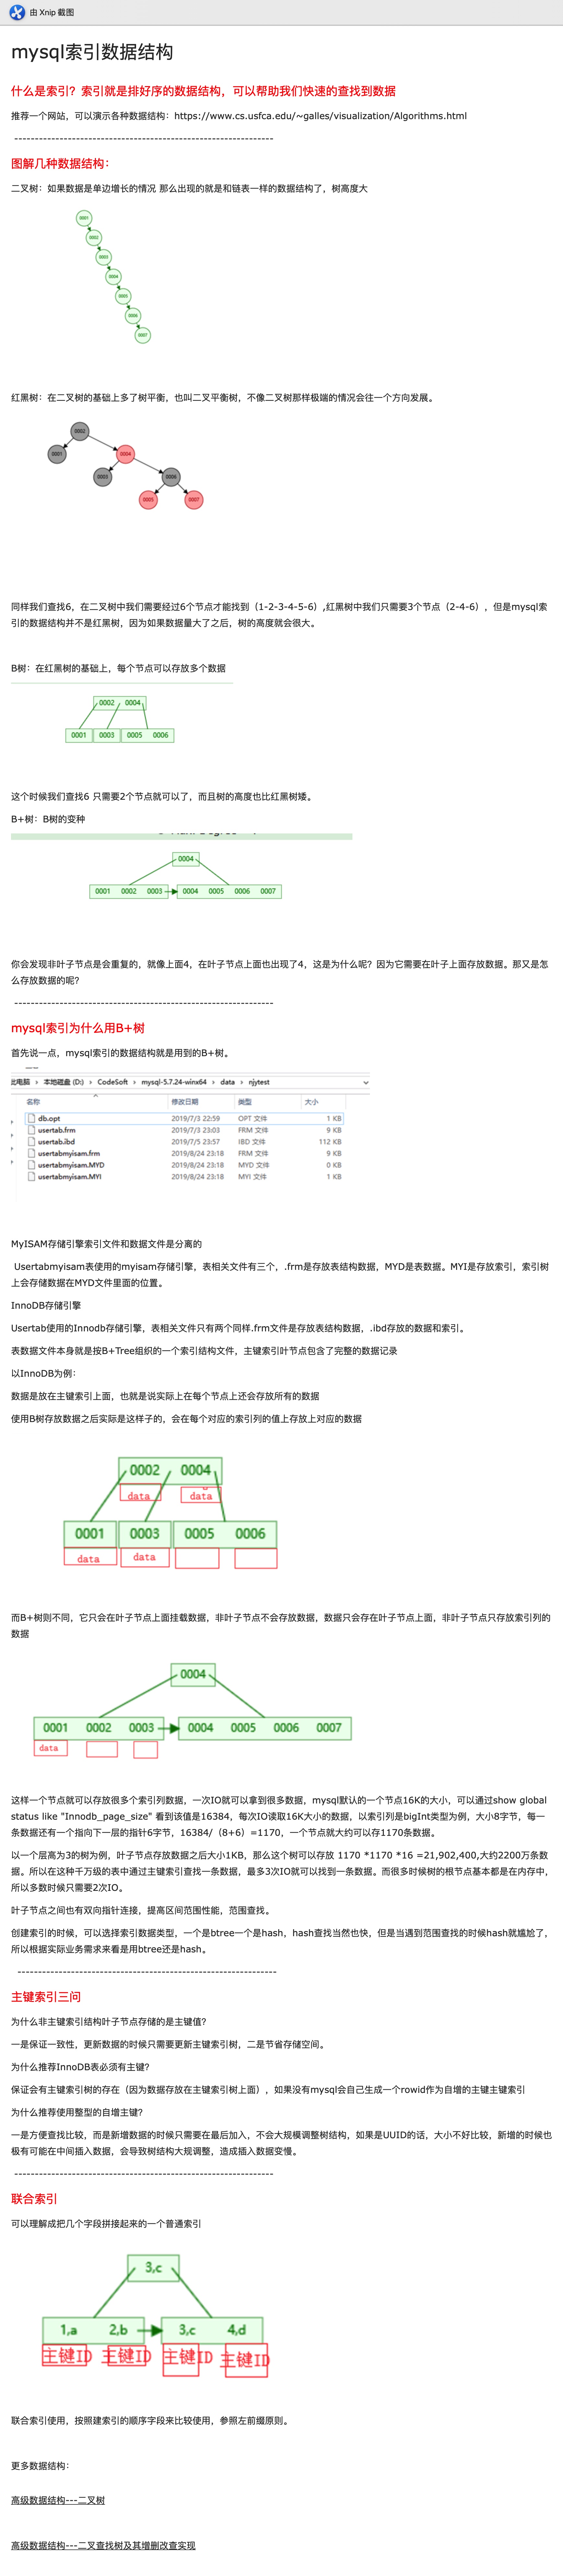 由 Xnip 截图
mysql索引数据结构
什么是索引？索引就是排好序的数据结构，可以帮助我们快速的查找到数据
推荐一个网站，可以演示各种数据结构：https://www.cs.usfca.edu/~galles/visualization/Algorithms.html
----------------------------------------------------------------
图解几种数据结构：
二叉树：如果数据是单边增长的情况 那么出现的就是和链表一样的数据结构了，树高度大
0001
0002
0003
0004
0005
0006
0007
红黑树：在二叉树的基础上多了树平衡，也叫二叉平衡树，不像二叉树那样极端的情况会往一个方向发展。
0002
0001 0004
0003 0006
0005 0007
同样我们查找6，在二叉树中我们需要经过6个节点才能找到（1-2-3-4-5-6）,红黑树中我们只需要3个节点（2-4-6），但是mysql索
引的数据结构并不是红黑树，因为如果数据量大了之后，树的高度就会很大。
B树：在红黑树的基础上，每个节点可以存放多个数据
0002 0004
0001 0003 0005 0006
这个时候我们查找6 只需要2个节点就可以了，而且树的高度也比红黑树矮。
B+树：B树的变种
0004
0001 0002 0003 0004 0005 0006 0007
你会发现非叶子节点是会重复的，就像上面4，在叶子节点上面也出现了4，这是为什么呢？因为它需要在叶子上面存放数据。那又是怎
么存放数据的呢？
----------------------------------------------------------------
mysql索引为什么用B+树
首先说一点，mysql索引的数据结构就是用到的B+树。
此电脑 › 本地磁盘 (D:) › CodeSoft › mysql-5.7.24-winx64 › data › njytest
名称 修改日期 类型 大小
db.opt 2019/7/3 22:59 OPT 文件 1 KB
usertab.frm 2019/7/3 23:03 FRM 文件 9 KB
usertab.ibd 2019/7/5 23:57 IBD 文件 112 KB
usertabmyisam.frm 2019/8/24 23:18 FRM 文件 9 KB
usertabmyisam.MYD 2019/8/24 23:18 MYD 文件 0 KB
usertabmyisam.MYI 2019/8/24 23:18 MYI 文件 1 KB
MyISAM存储引擎索引文件和数据文件是分离的
Usertabmyisam表使用的myisam存储引擎，表相关文件有三个，.frm是存放表结构数据，MYD是表数据。MYI是存放索引，索引树
上会存储数据在MYD文件里面的位置。
InnoDB存储引擎
Usertab使用的Innodb存储引擎，表相关文件只有两个同样.frm文件是存放表结构数据，.ibd存放的数据和索引。
表数据文件本身就是按B+Tree组织的一个索引结构文件，主键索引叶节点包含了完整的数据记录
以InnoDB为例：
数据是放在主键索引上面，也就是说实际上在每个节点上还会存放所有的数据
使用B树存放数据之后实际是这样子的，会在每个对应的索引列的值上存放上对应的数据
0002 0004
data data
0001 0003 0005 0006
data data
而B+树则不同，它只会在叶子节点上面挂载数据，非叶子节点不会存放数据，数据只会存在叶子节点上面，非叶子节点只存放索引列的
数据
0004
0001 0002 0003 0004 0005 0006 0007
data
这样一个节点就可以存放很多个索引列数据，一次IO就可以拿到很多数据，mysql默认的一个节点16K的大小，可以通过show global
status like "Innodb_page_size" 看到该值是16384，每次IO读取16K大小的数据，以索引列是bigInt类型为例，大小8字节，每一
条数据还有一个指向下一层的指针6字节，16384/（8+6）=1170，一个节点就大约可以存1170条数据。
以一个层高为3的树为例，叶子节点存放数据之后大小1KB，那么这个树可以存放 1170 *1170 *16 =21,902,400,大约2200万条数
据。所以在这种千万级的表中通过主键索引查找一条数据，最多3次IO就可以找到一条数据。而很多时候树的根节点基本都是在内存中，
所以多数时候只需要2次IO。
叶子节点之间也有双向指针连接，提高区间范围性能，范围查找。
创建索引的时候，可以选择索引数据类型，一个是btree一个是hash，hash查找当然也快，但是当遇到范围查找的时候hash就尴尬了，
所以根据实际业务需求来看是用btree还是hash。
----------------------------------------------------------------
主键索引三问
为什么非主键索引结构叶子节点存储的是主键值？
一是保证一致性，更新数据的时候只需要更新主键索引树，二是节省存储空间。
为什么推荐InnoDB表必须有主键？
保证会有主键索引树的存在（因为数据存放在主键索引树上面），如果没有mysql会自己生成一个rowid作为自增的主键主键索引
为什么推荐使用整型的自增主键？
一是方便查找比较，而是新增数据的时候只需要在最后加入，不会大规模调整树结构，如果是UUID的话，大小不好比较，新增的时候也
极有可能在中间插入数据，会导致树结构大规调整，造成插入数据变慢。
----------------------------------------------------------------
联合索引
可以理解成把几个字段拼接起来的一个普通索引
3,c
1,a 2,b 3,c 4,d
主键ID 主键ID 主键ID 主键ID
联合索引使用，按照建索引的顺序字段来比较使用，参照左前缀原则。
更多数据结构：
高级数据结构---二叉树
高级数据结构---二叉查找树及其增删改查实现